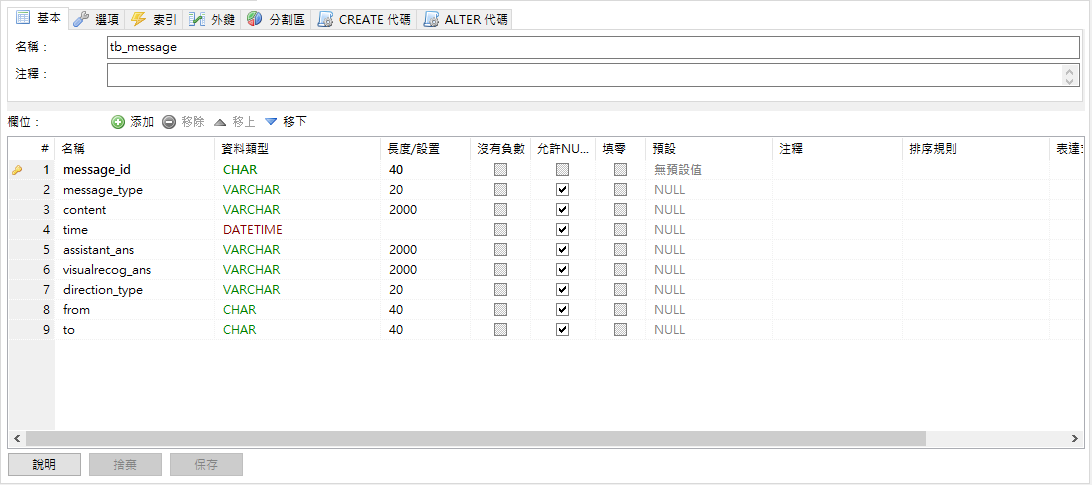 基本 選項 索引 外鍵 分割區 CREATE 代碼 ALTER 代碼
名稱： tb_message
注釋：
欄位： 添加 移除 移上 移下
# 名稱 資料類型 長度/設置 沒有負數 允許NU... 填零 預設 注釋 排序規則 表達
1 message_id CHAR 40 無預設值
2 message_type VARCHAR 20 NULL
3 content VARCHAR 2000 NULL
4 time DATETIME NULL
5 assistant_ans VARCHAR 2000 NULL
6 visualrecog_ans VARCHAR 2000 NULL
7 direction_type VARCHAR 20 NULL
8 from CHAR 40 NULL
9 to CHAR 40 NULL
說明 捨棄 保存